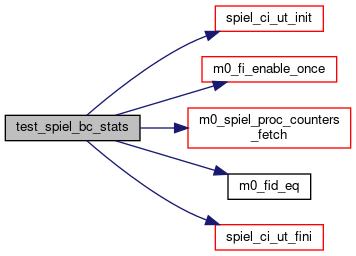 test_spiel_bc_stats
spiel_ci_ut_init
m0_fi_enable_once
m0_spiel_proc_counters
_fetch
m0_fid_eq
spiel_ci_ut_fini